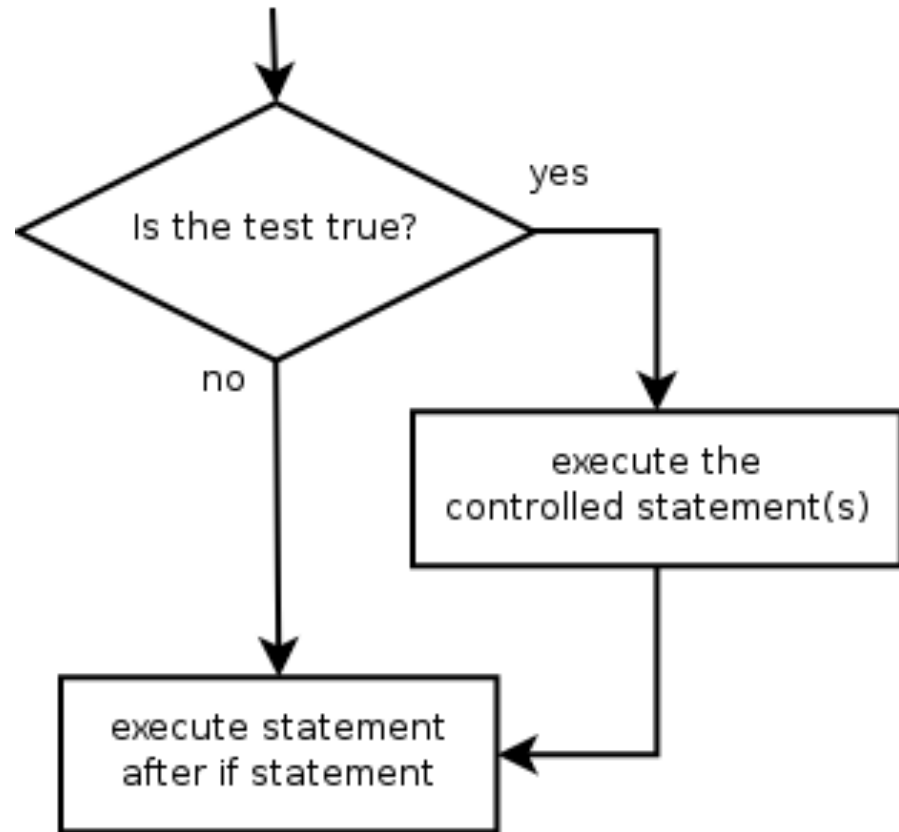 yes
Is the test true?
no
execute the
controlled statement(s)
execute statement
after if statement